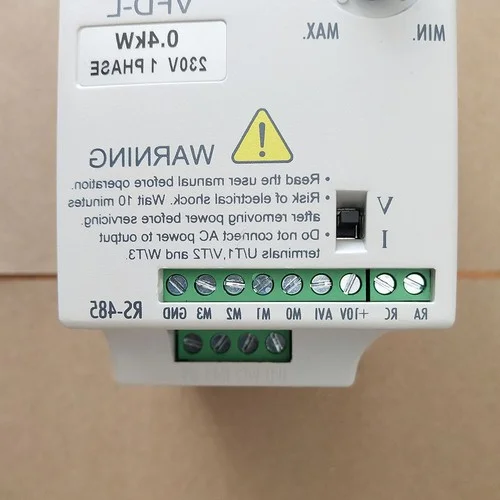 VFD-L
0.4kW
230V 1 PHASE
MIN.
MAX.
WARNING
• Read the user manual before operation.
• Risk of electrical shock. Wait 10 minutes
after removing power before servicing.
• Do not connect AC power to output
terminals U/T1,V/T2 and W/T3.
V
I
RA RC +10V AVI M0 M1 M2 M3 GND RS-485